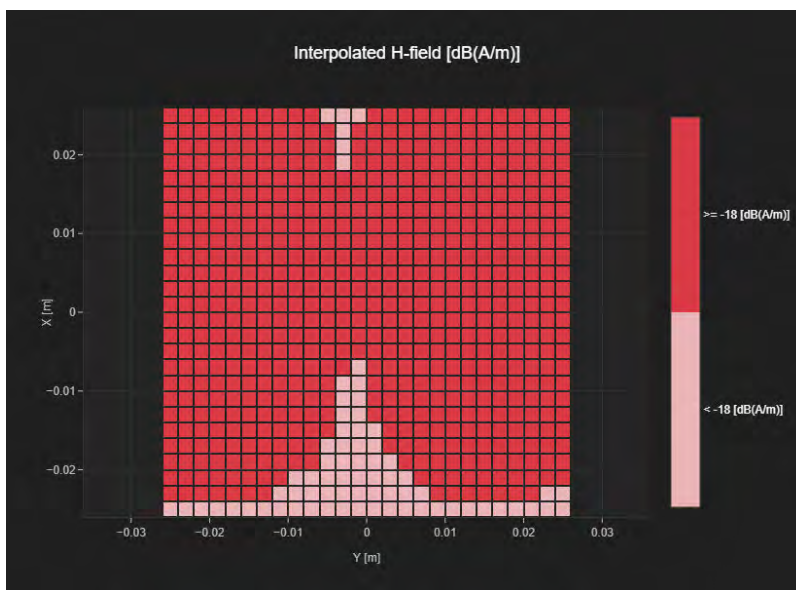 Interpolated H-field [dB(A/m)]
0.02
0.01
0
−0.01
−0.02
X [m]
−0.03
−0.02
−0.01
0
0.01
0.02
0.03
Y [m]
>= -18 [dB(A/m)]
< -18 [dB(A/m)]